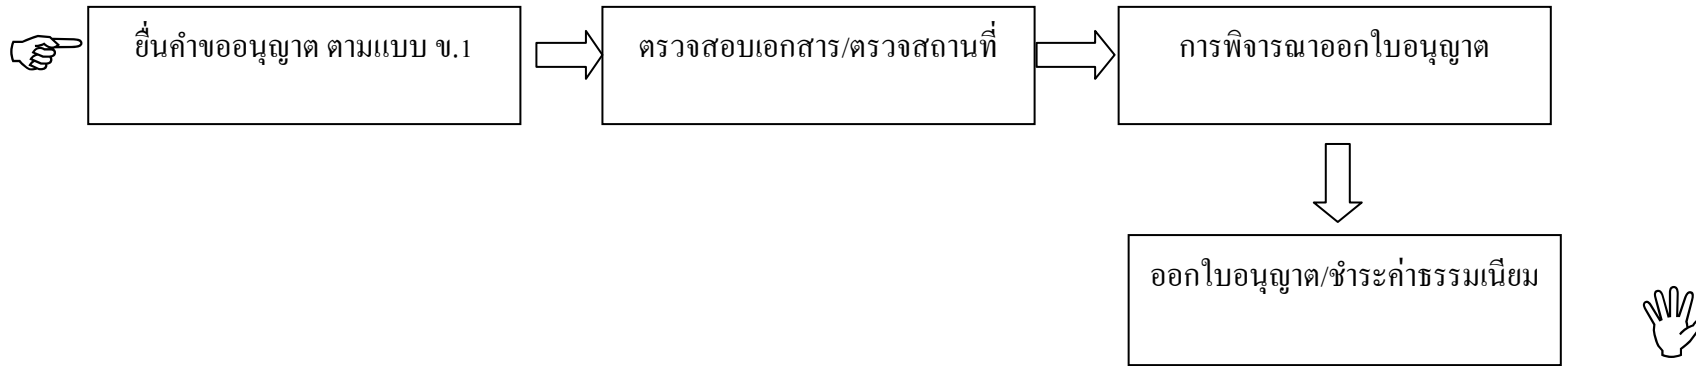 ยื่นคำขออนุญาต ตามแบบ ข.1
ตรวจสอบเอกสาร/ตรวจสถานที่
การพิจารณาออกใบอนุญาต
ออกใบอนุญาต/ชำระค่าธรรมเนียม